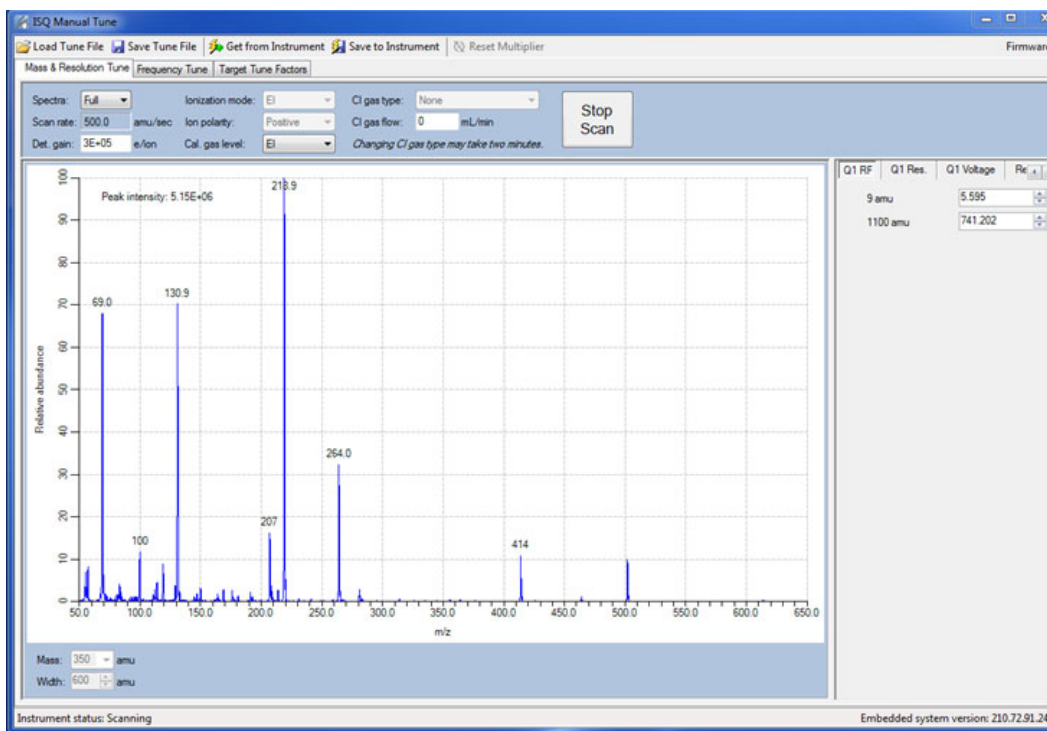 ISQ Manual Tune
Load Tune File Save Tune File Get from Instrument Save to Instrument Reset Multiplier Firmware
Mass & Resolution Tune Frequency Tune Target Tune Factors
Spectra: Full Ionization mode: EI CI gas type: None
Scan rate: 500.0 amu/sec Ion polarity: Positive CI gas flow: 0 mL/min
Det. gain: 3E+05 e/ion Cal. gas level: EI Changing CI gas type may take two minutes.
Stop
Scan
Q1 RF Q1 Res. Q1 Voltage Re
9 amu 5.595
1100 amu 741.202
Peak intensity: 5.15E+06
218.9
69.0
130.9
264.0
207
100
414
Relative abundance
100
90
80
70
60
50
40
30
20
10
0
50.0 100.0 150.0 200.0 250.0 300.0 350.0 400.0 450.0 500.0 550.0 600.0 650.0
m/z
Mass: 350 amu
Width: 600 amu
Instrument status: Scanning Embedded system version: 210.72.91.24